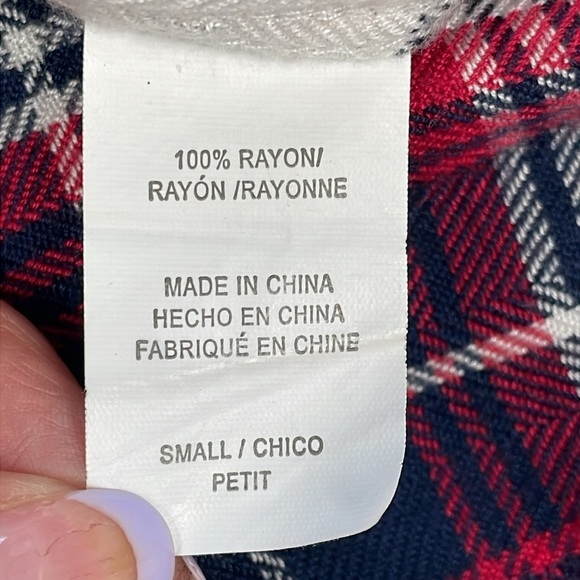 100% RAYON/
RAYÓN /RAYONNE
MADE IN CHINA
HECHO EN CHINA
FABRIQUÉ EN CHINE
SMALL / CHICO
PETIT